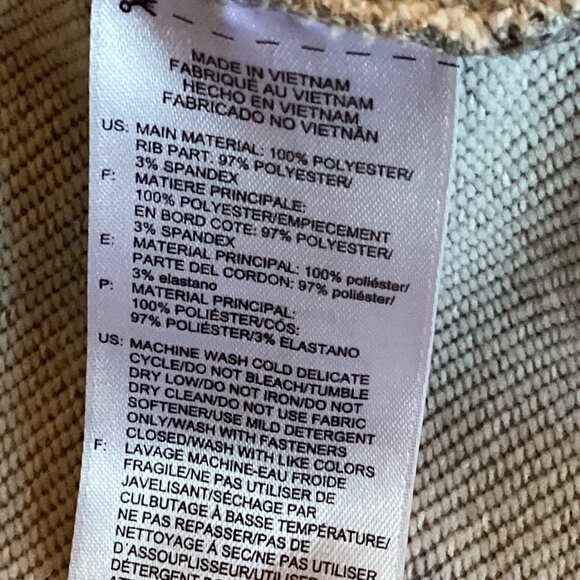 MADE IN VIETNAM
FABRIQUÉ AU VIETNAM
HECHO EN VIETNAM
FABRICADO NO VIETNÃN
US: MAIN MATERIAL: 100% POLYESTER/
RIB PART: 97% POLYESTER/
3% SPANDEX
F: MATIERE PRINCIPALE:
100% POLYESTER/EMPIECEMENT
EN BORD COTE: 97% POLYESTER
3% SPANDEX
E: MATERIAL PRINCIPAL: 100% poliéster/
PARTE DEL CORDON: 97% poliéster/
3% elastano
P: MATERIAL PRINCIPAL:
100% POLIÉSTER/CÓS:
97% POLIÉSTER/3% ELASTANO
US: MACHINE WASH COLD DELICATE
CYCLE/DO NOT BLEACH/TUMBLE
DRY LOW/DO NOT IRON/DO NOT
DRY CLEAN/DO NOT USE FABRIC
SOFTENER/USE MILD DETERGENT
ONLY/WASH WITH FASTENERS
CLOSED/WASH WITH LIKE COLORS
F: LAVAGE MACHINE-EAU FROIDE
FRAGILE/NE PAS UTILISER DE
JAVELISANT/SÉCHAGE PAR
CULBUTAGE À BASSE TEMPÉRATURE/
NE PAS REPASSER/PAS DE
NETTOYAGE À SEC/NE PAS UTILISER
D'ASSOUPLISSEUR/UTILISER
DÉTERGENT